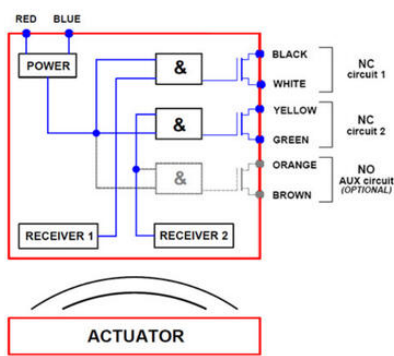 RED BLUE
POWER
&
BLACK
WHITE
NC
circuit 1
&
YELLOW
GREEN
NC
circuit 2
&
ORANGE
BROWN
NO
AUX circuit
(OPTIONAL)
RECEIVER 1
RECEIVER 2
ACTUATOR